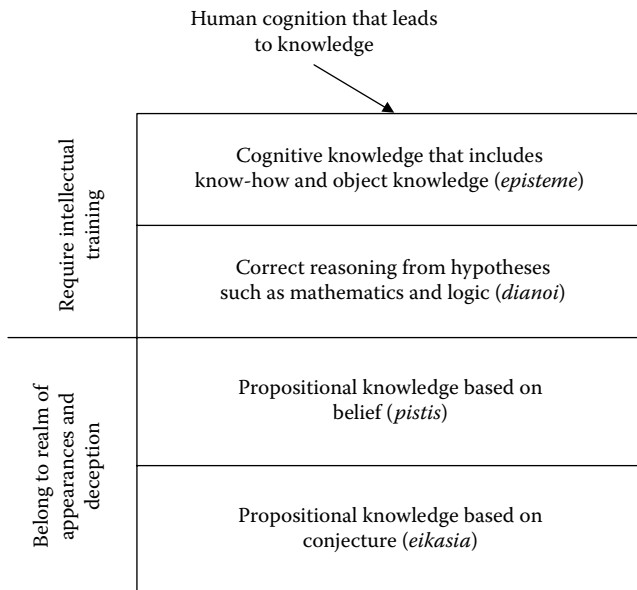 Human cognition that leads
to knowledge
Require intellectual
training
Cognitive knowledge that includes
know-how and object knowledge (episteme)
Correct reasoning from hypotheses
such as mathematics and logic (dianoi)
Belong to realm of
appearances and
deception
Propositional knowledge based on
belief (pistis)
Propositional knowledge based on
conjecture (eikasia)